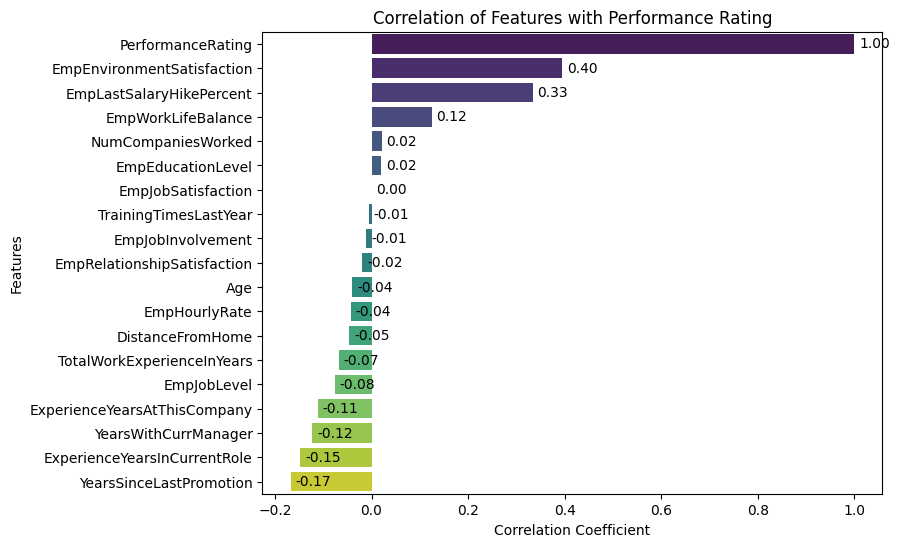 Correlation of Features with Performance Rating
PerformanceRating 1.00
EmpEnvironmentSatisfaction 0.40
EmpLastSalaryHikePercent 0.33
EmpWorkLifeBalance 0.12
NumCompaniesWorked 0.02
EmpEducationLevel 0.02
EmpJobSatisfaction 0.00
TrainingTimesLastYear -0.01
EmpJobInvolvement -0.01
EmpRelationshipSatisfaction -0.02
Age -0.04
EmpHourlyRate -0.04
DistanceFromHome -0.05
TotalWorkExperienceInYears -0.07
EmpJobLevel -0.08
ExperienceYearsAtThisCompany -0.11
YearsWithCurrManager -0.12
ExperienceYearsInCurrentRole -0.15
YearsSinceLastPromotion -0.17
Features
−0.2 0.0 0.2 0.4 0.6 0.8 1.0
Correlation Coefficient